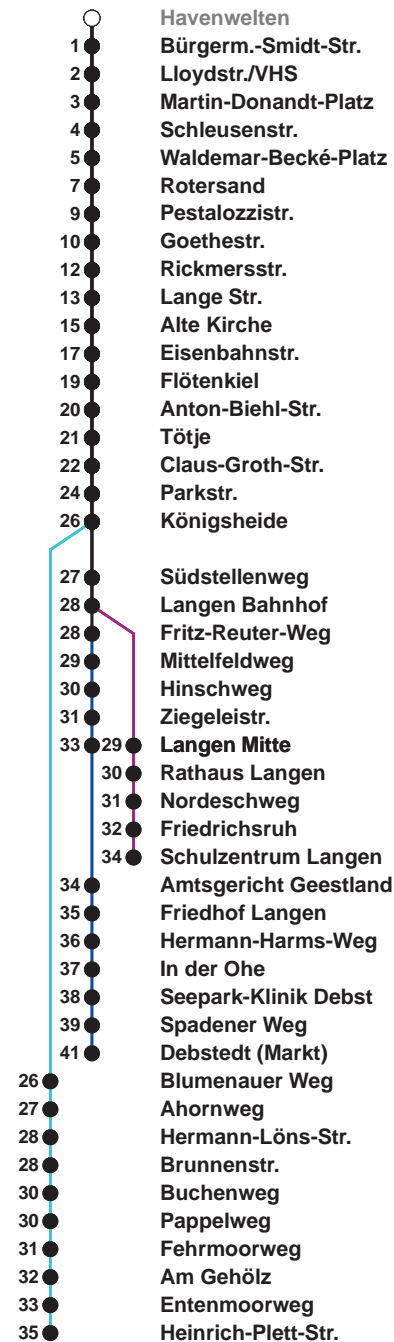 Havenwelten
1 Bürgerm.-Smidt-Str.
2 Lloydstr./VHS
3 Martin-Donandt-Platz
4 Schleusenstr.
5 Waldemar-Becké-Platz
7 Rotersand
9 Pestalozzistr.
10 Goethestr.
12 Rickmersstr.
13 Lange Str.
15 Alte Kirche
17 Eisenbahnstr.
19 Flötenkiel
20 Anton-Biehl-Str.
21 Tötje
22 Claus-Groth-Str.
24 Parkstr.
26 Königsheide
27 Südstellenweg
28 Langen Bahnhof
28 Fritz-Reuter-Weg
29 Mittelfeldweg
30 Hinschweg
31 Ziegeleistr.
33 29 Langen Mitte
30 Rathaus Langen
31 Nordeschweg
32 Friedrichsruh
34 Schulzentrum Langen
34 Amtsgericht Geestland
35 Friedhof Langen
36 Hermann-Harms-Weg
37 In der Ohe
38 Seepark-Klinik Debst
39 Spadener Weg
41 Debstedt (Markt)
26 Blumenauer Weg
27 Ahornweg
28 Hermann-Löns-Str.
28 Brunnenstr.
30 Buchenweg
30 Pappelweg
31 Fehrmoorweg
32 Am Gehölz
33 Entenmoorweg
35 Heinrich-Plett-Str.